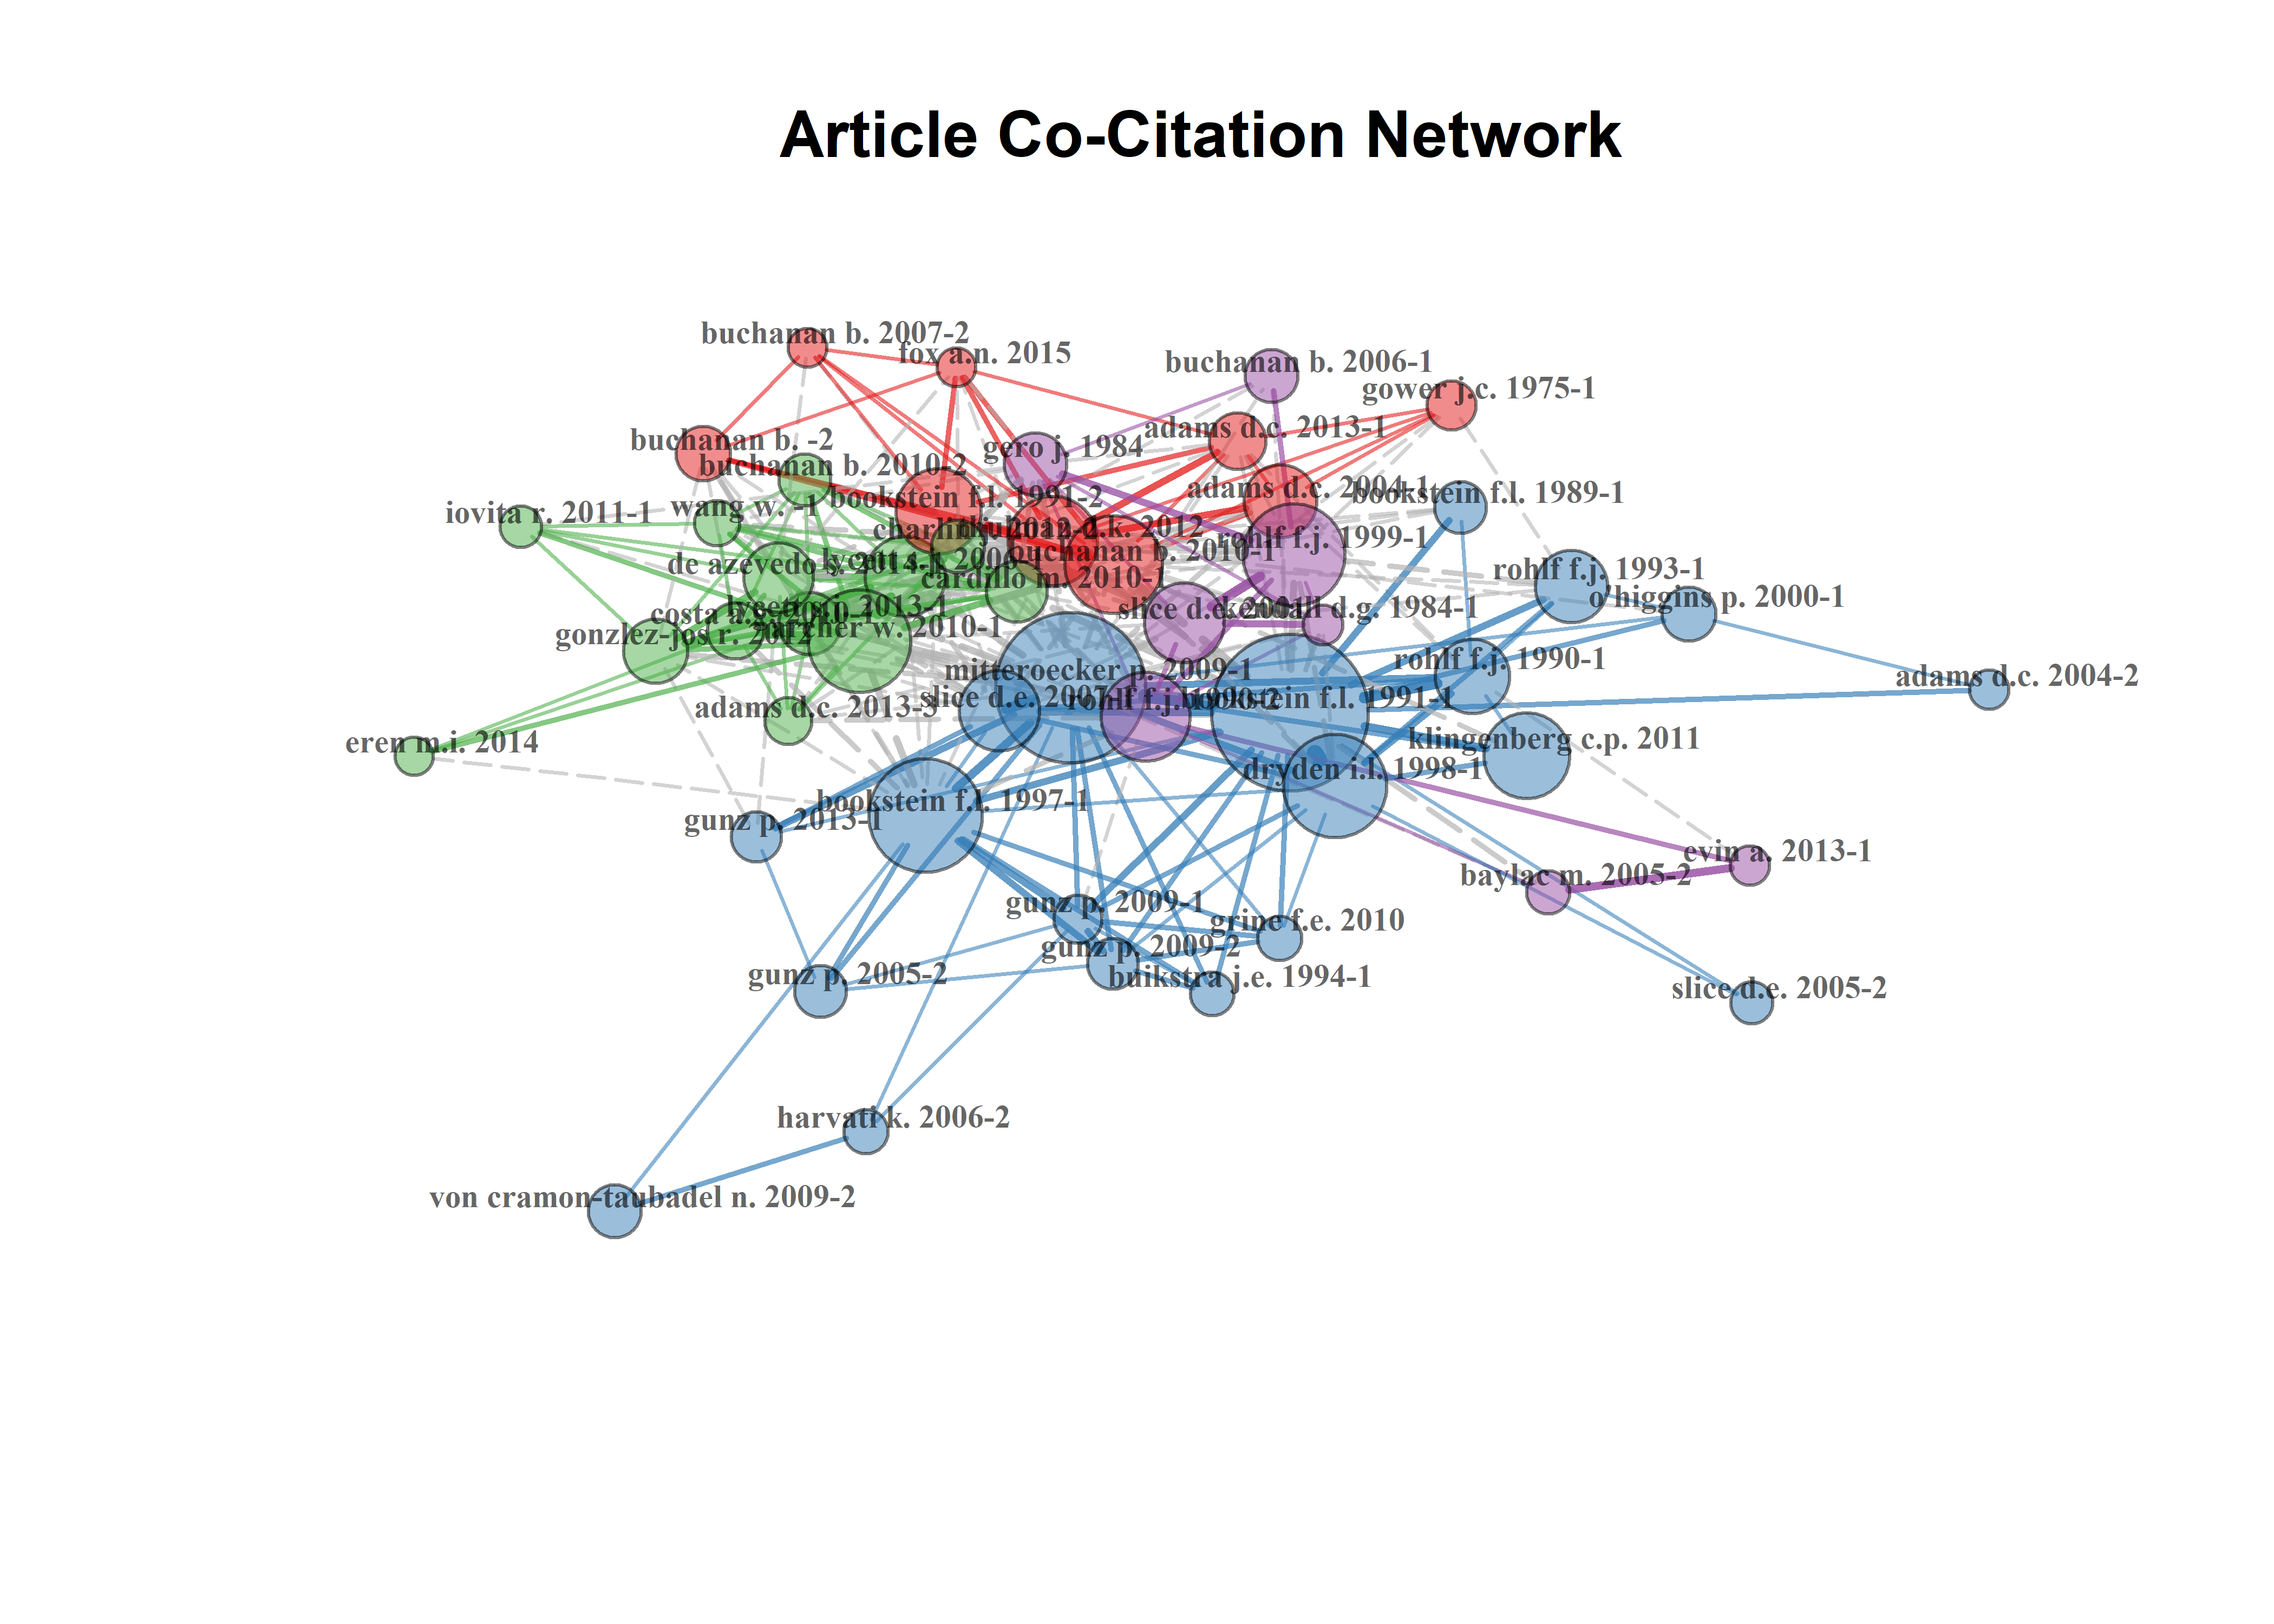 Article Co-Citation Network
buchanan b. 2007-2
fox a.n. 2015
buchanan b. 2006-1
gower j.c. 1975-1
adams d.c. 2013-1
buchanan b. -2
gero j. 1984
buchanan b. 2010-2
adams d.c. 2004-1
bookstein f.l. 1989-1
bookstein f.l. 1991-2
iovita r. 2011-1
wang w. -1
charlin j. 2012-2
k. 2012
rohlf f.j. 1999-1
buchanan b. 2010-1
lycett s.j. 2006-1
de azevedo s. 2014-1
rohlf f.j. 1993-1
cardillo m. 2010-1
o higgins p. 2000-1
slice d.e. 2001
kendall d.g. 1984-1
lycett s.j. 2013-1
costa a.g. 2010-1
archer w. 2010-1
gonzlez-jos r. 2012
rohlf f.j. 1990-1
mitteroecker p. 2009-1
adams d.c. 2004-2
slice d.e. 2007
rohlf f.j. 1990-2
bookstein f.l. 1991-1
adams d.c. 2013-3
eren m.i. 2014
klingenberg c.p. 2011
dryden i.l. 1998-1
bookstein f.l. 1997-1
gunz p. 2013-1
evin a. 2013-1
baylac m. 2005-2
gunz p. 2009-1
grine f.e. 2010
gunz p. 2009-2
gunz p. 2005-2
buikstra j.e. 1994-1
slice d.e. 2005-2
harvati k. 2006-2
von cramon-taubadel n. 2009-2